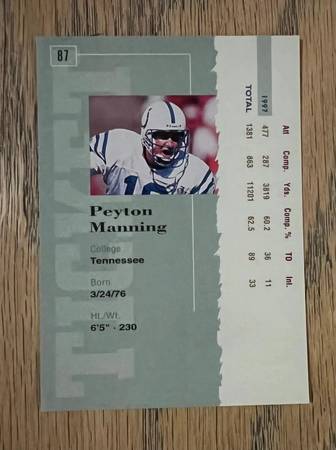 87
Peyton
Manning
College
Tennessee
Born
3/24/76
Ht./Wt.
6'5" · 230
Att Comp. Yds. Comp. % TD Int.
1997 477 287 3819 60.2 36 11
TOTAL 1381 863 11201 62.5 89 33